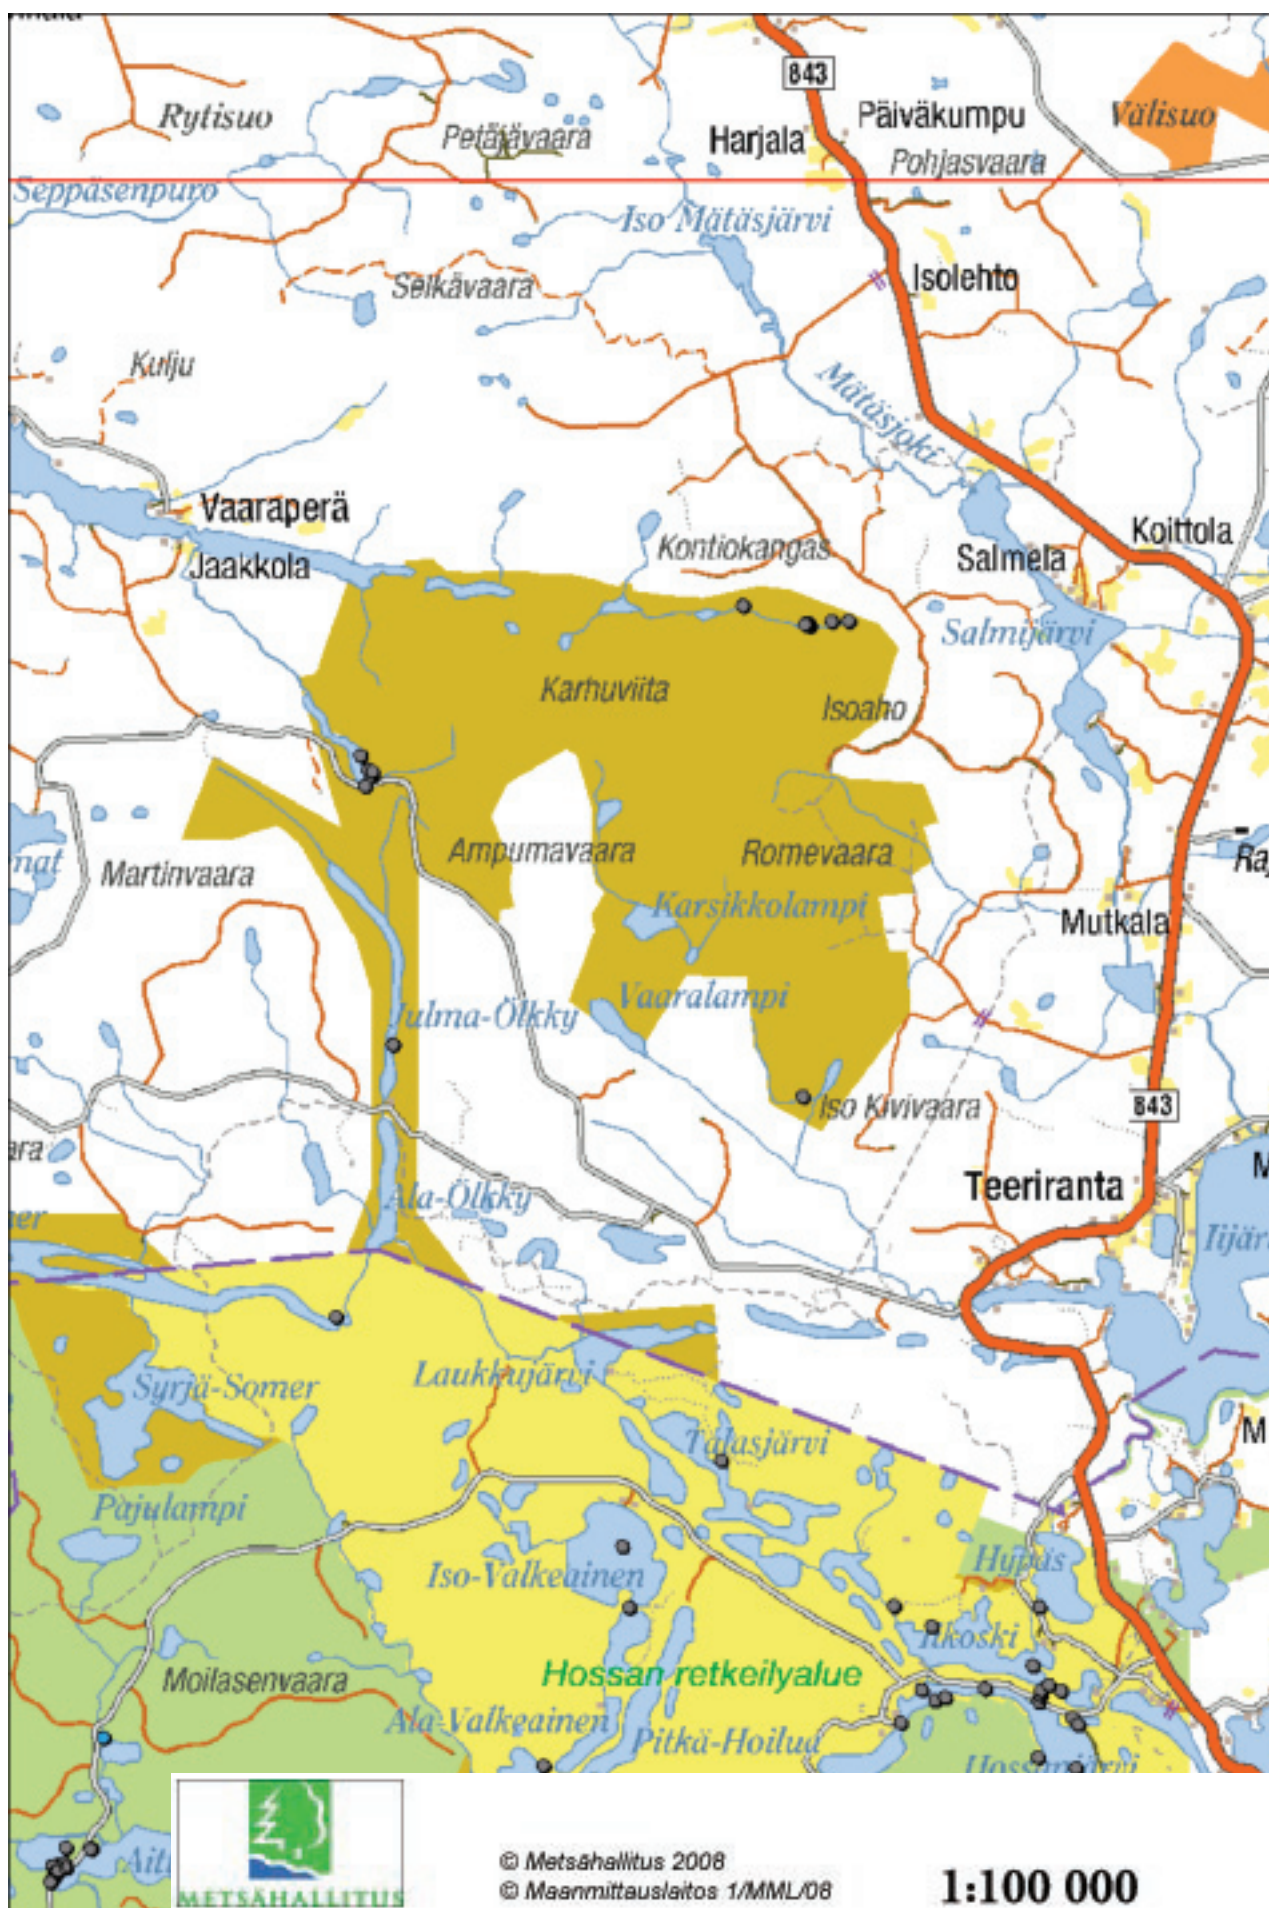 843
Päiväkumpu
Välisuo
Rytisuo
Petäjävaara
Harjala
Pohjasvaara
Seppäsenpuro
Iso Mätäsjärvi
Selkävaara
Isolehto
Kulju
Mätäsjoki
Vaaraperä
Koittola
Kontiokangas
Salmela
Jaakkola
Salmijärvi
Karhuviita
Isoaho
Ampumavaara
Romevaara
Martinvaara
Karsikkolampi
Mutkala
Vaaralampi
Julma-Ölkky
Iso Kivivaara
843
Teeriranta
Ala-Ölkky
Laukkujärvi
Syrjä-Somer
Talasjärvi
Pajulampi
Iso-Valkeainen
Hypäs
Iikoski
Moilasenvaara
Hossan retkeilyalue
Ala-Valkeainen
Pitkä-Hoilua
Hossanjärvi
METSÄHALLITUS
© Metsähallitus 2008
© Maanmittauslaitos 1/MML/08
1:100 000